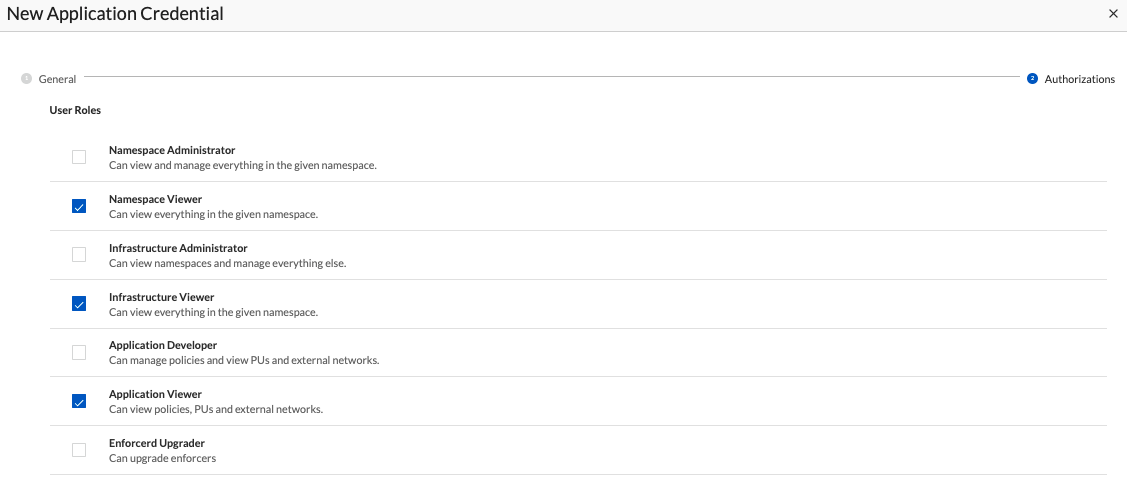 New Application Credential
1 General
2 Authorizations
User Roles
Namespace Administrator
Can view and manage everything in the given namespace.
Namespace Viewer
Can view everything in the given namespace.
Infrastructure Administrator
Can view namespaces and manage everything else.
Infrastructure Viewer
Can view everything in the given namespace.
Application Developer
Can manage policies and view PUs and external networks.
Application Viewer
Can view policies, PUs and external networks.
Enforcerd Upgrader
Can upgrade enforcers